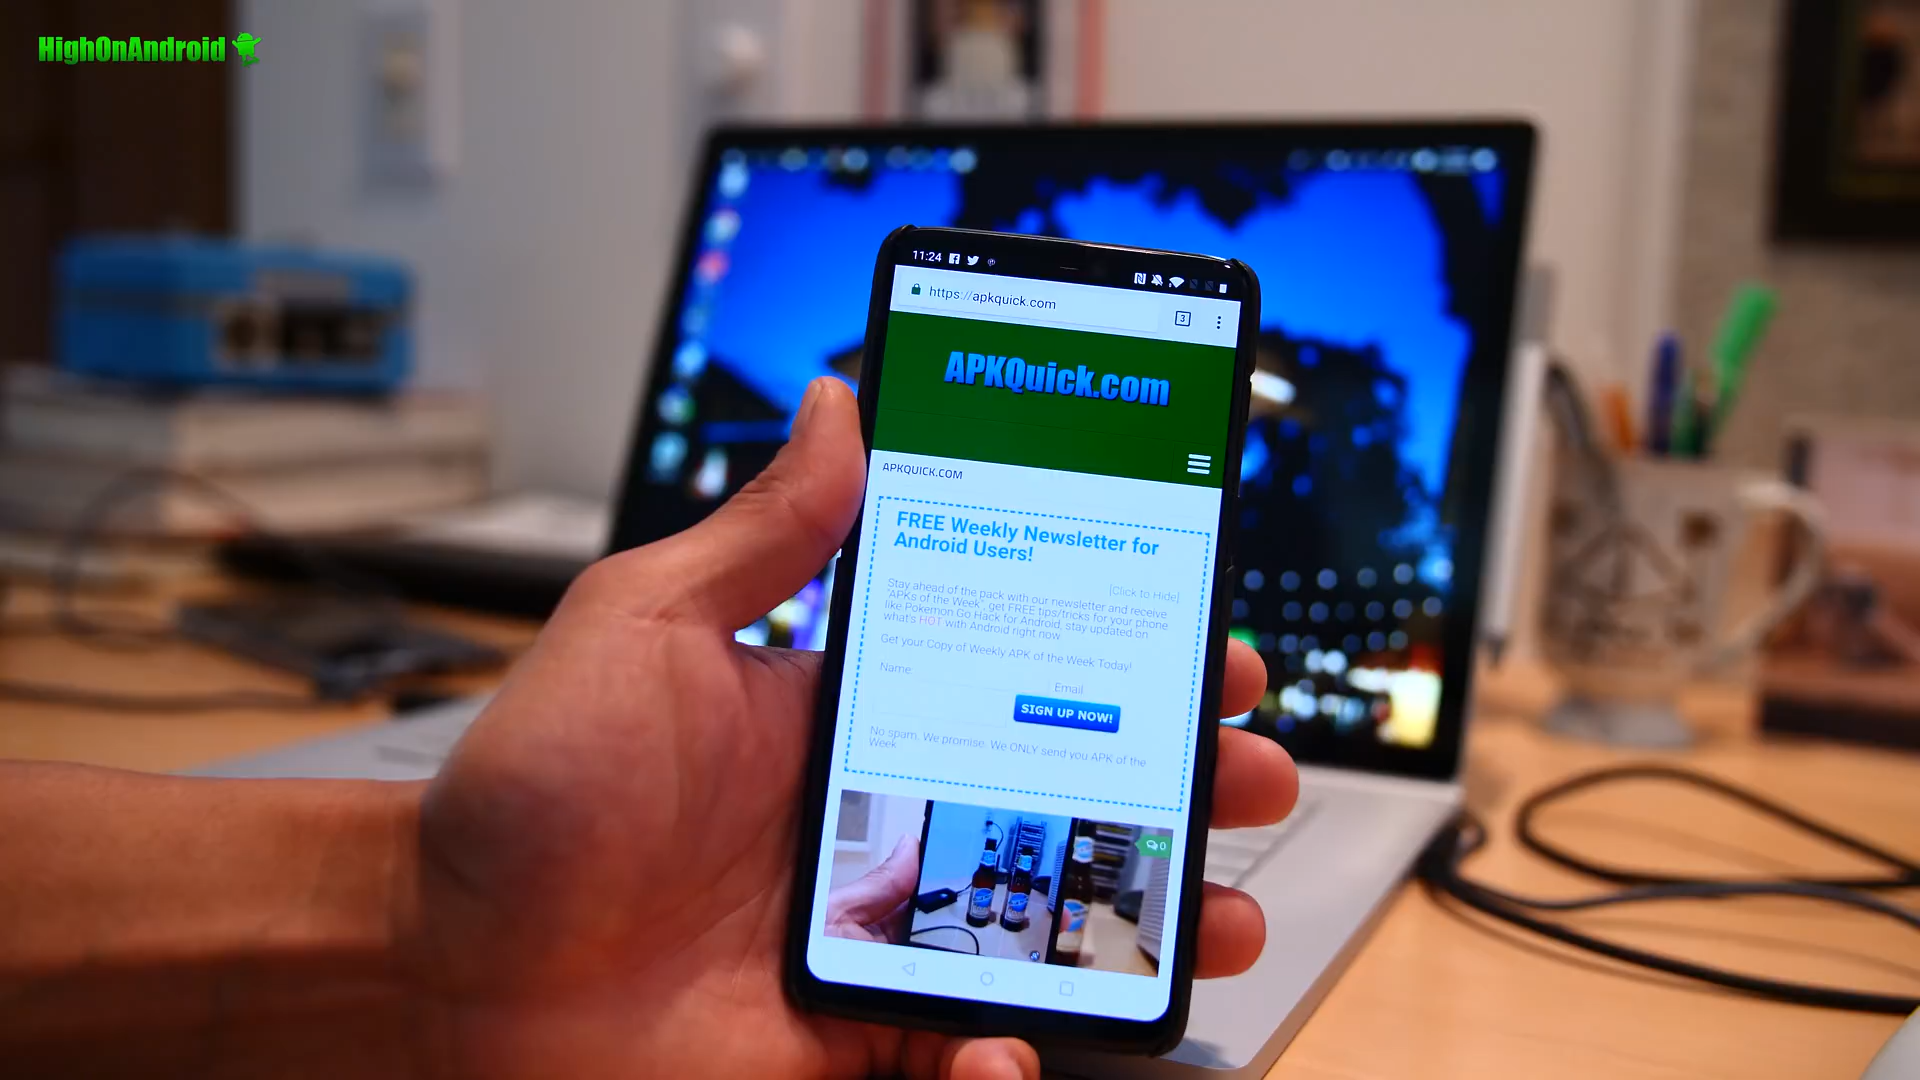 HighOnAndroid
11:24
https://apkquick.com
3
APKQuick.com
APKQUICK.COM
FREE Weekly Newsletter for
Android Users!
[Click to Hide]
Stay ahead of the pack with our newsletter and receive
"APKs of the Week", get FREE tips/tricks for your phone
like Pokemon Go Hack for Android, stay updated on
what's HOT with Android right now.
Get your Copy of Weekly APK of the Week Today!
Name:
Email
SIGN UP NOW!
No spam. We promise. We ONLY send you APK of the
Week
0